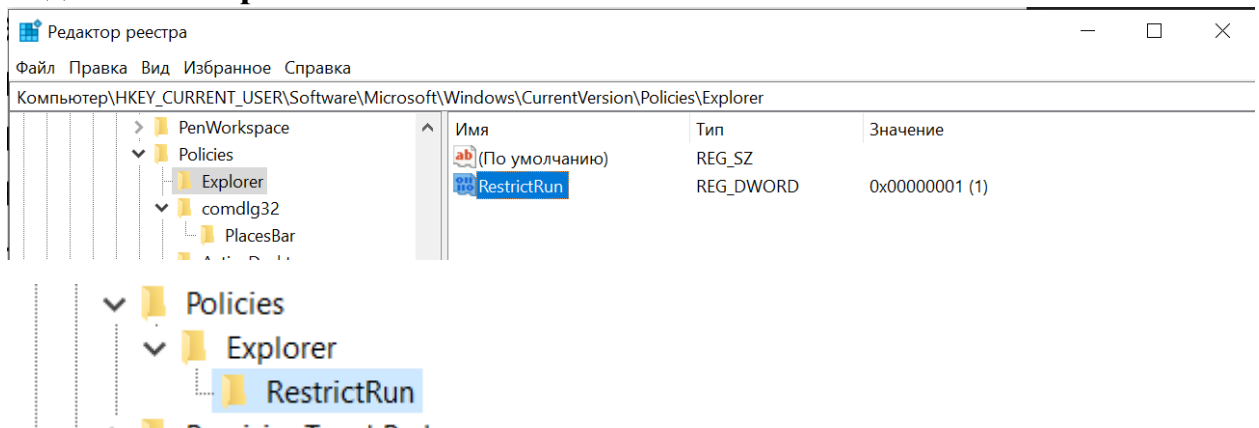 Редактор реестра
Файл Правка Вид Избранное Справка
Компьютер\HKEY_CURRENT_USER\Software\Microsoft\Windows\CurrentVersion\Policies\Explorer
PenWorkspace
Policies
Explorer
comdlg32
PlacesBar
Имя Тип Значение
(По умолчанию) REG_SZ
RestrictRun REG_DWORD 0x00000001 (1)
Policies
Explorer
RestrictRun